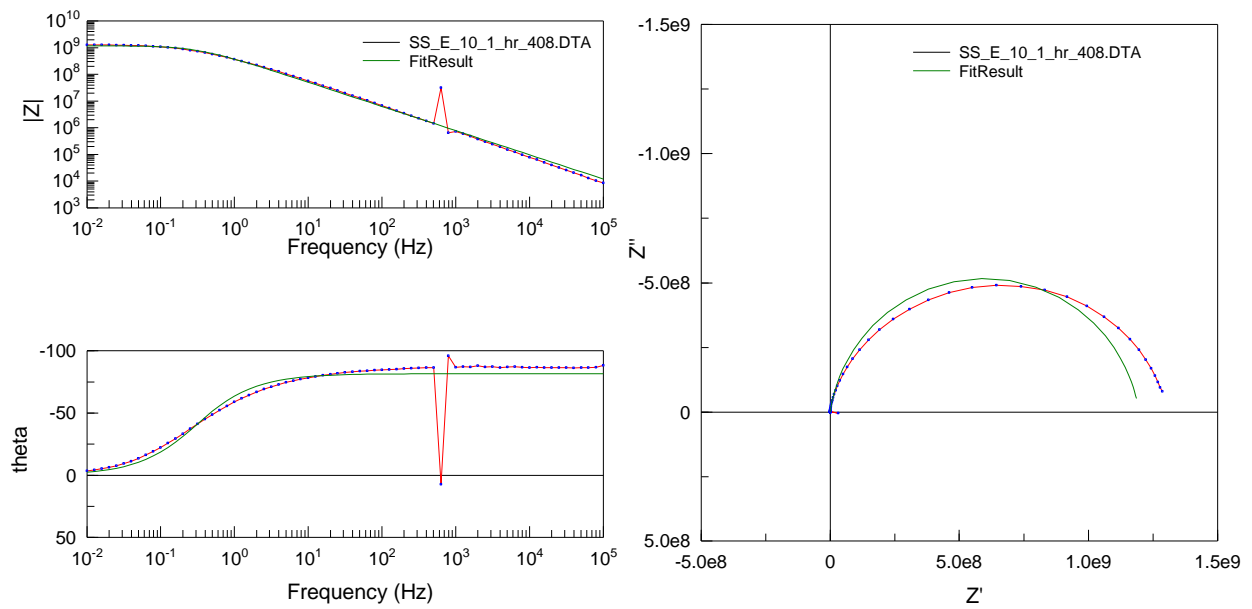 10^10
10^9
10^8
10^7
10^6
10^5
10^4
10^3
|Z|
SS_E_10_1_hr_408.DTA
FitResult
10^-2 10^-1 10^0 10^1 10^2 10^3 10^4 10^5
Frequency (Hz)
-100
-50
0
50
theta
10^-2 10^-1 10^0 10^1 10^2 10^3 10^4 10^5
Frequency (Hz)
-1.5e9
-1.0e9
-5.0e8
0
5.0e8
Z''
SS_E_10_1_hr_408.DTA
FitResult
-5.0e8 0 5.0e8 1.0e9 1.5e9
Z'